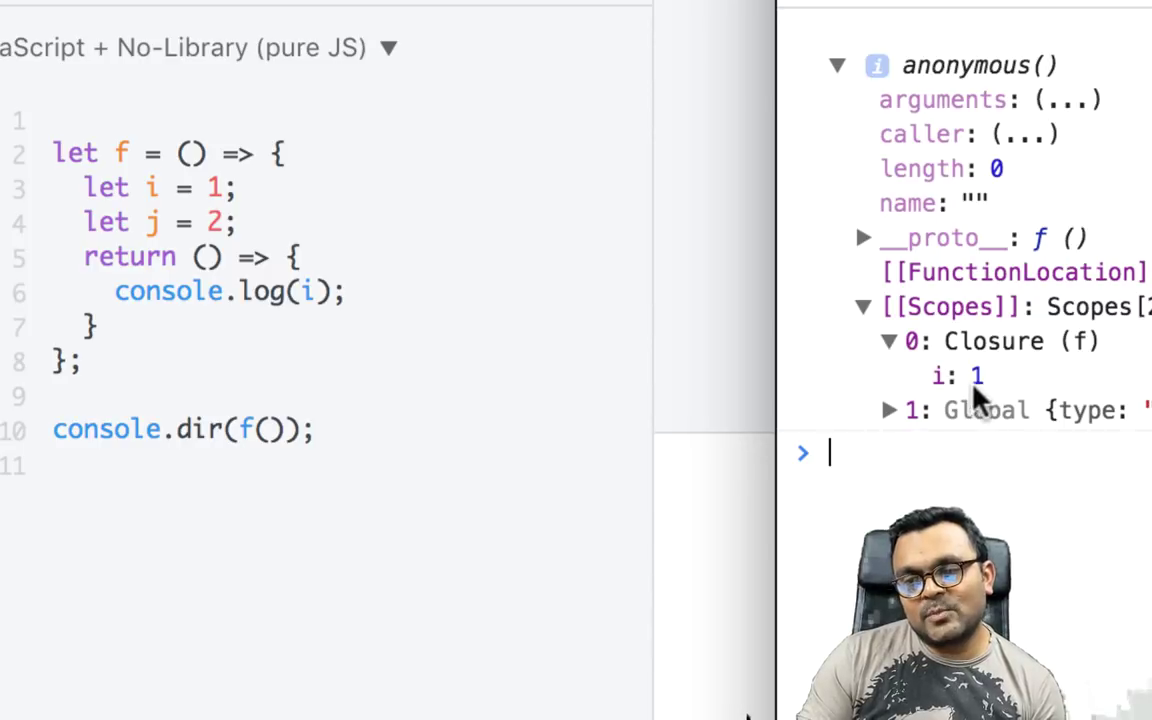 aScript + No-Library (pure JS) ▼
1
2 let f = () => {
3 let i = 1;
4 let j = 2;
5 return () => {
6 console.log(i);
7 }
8 };
9
10 console.dir(f());
11
▼ i anonymous()
arguments: (...)
caller: (...)
length: 0
name: ""
▶ __proto__: ƒ ()
[[FunctionLocation]
▼ [[Scopes]]: Scopes[2
▼ 0: Closure (f)
i: 1
▶ 1: Global {type: "
>